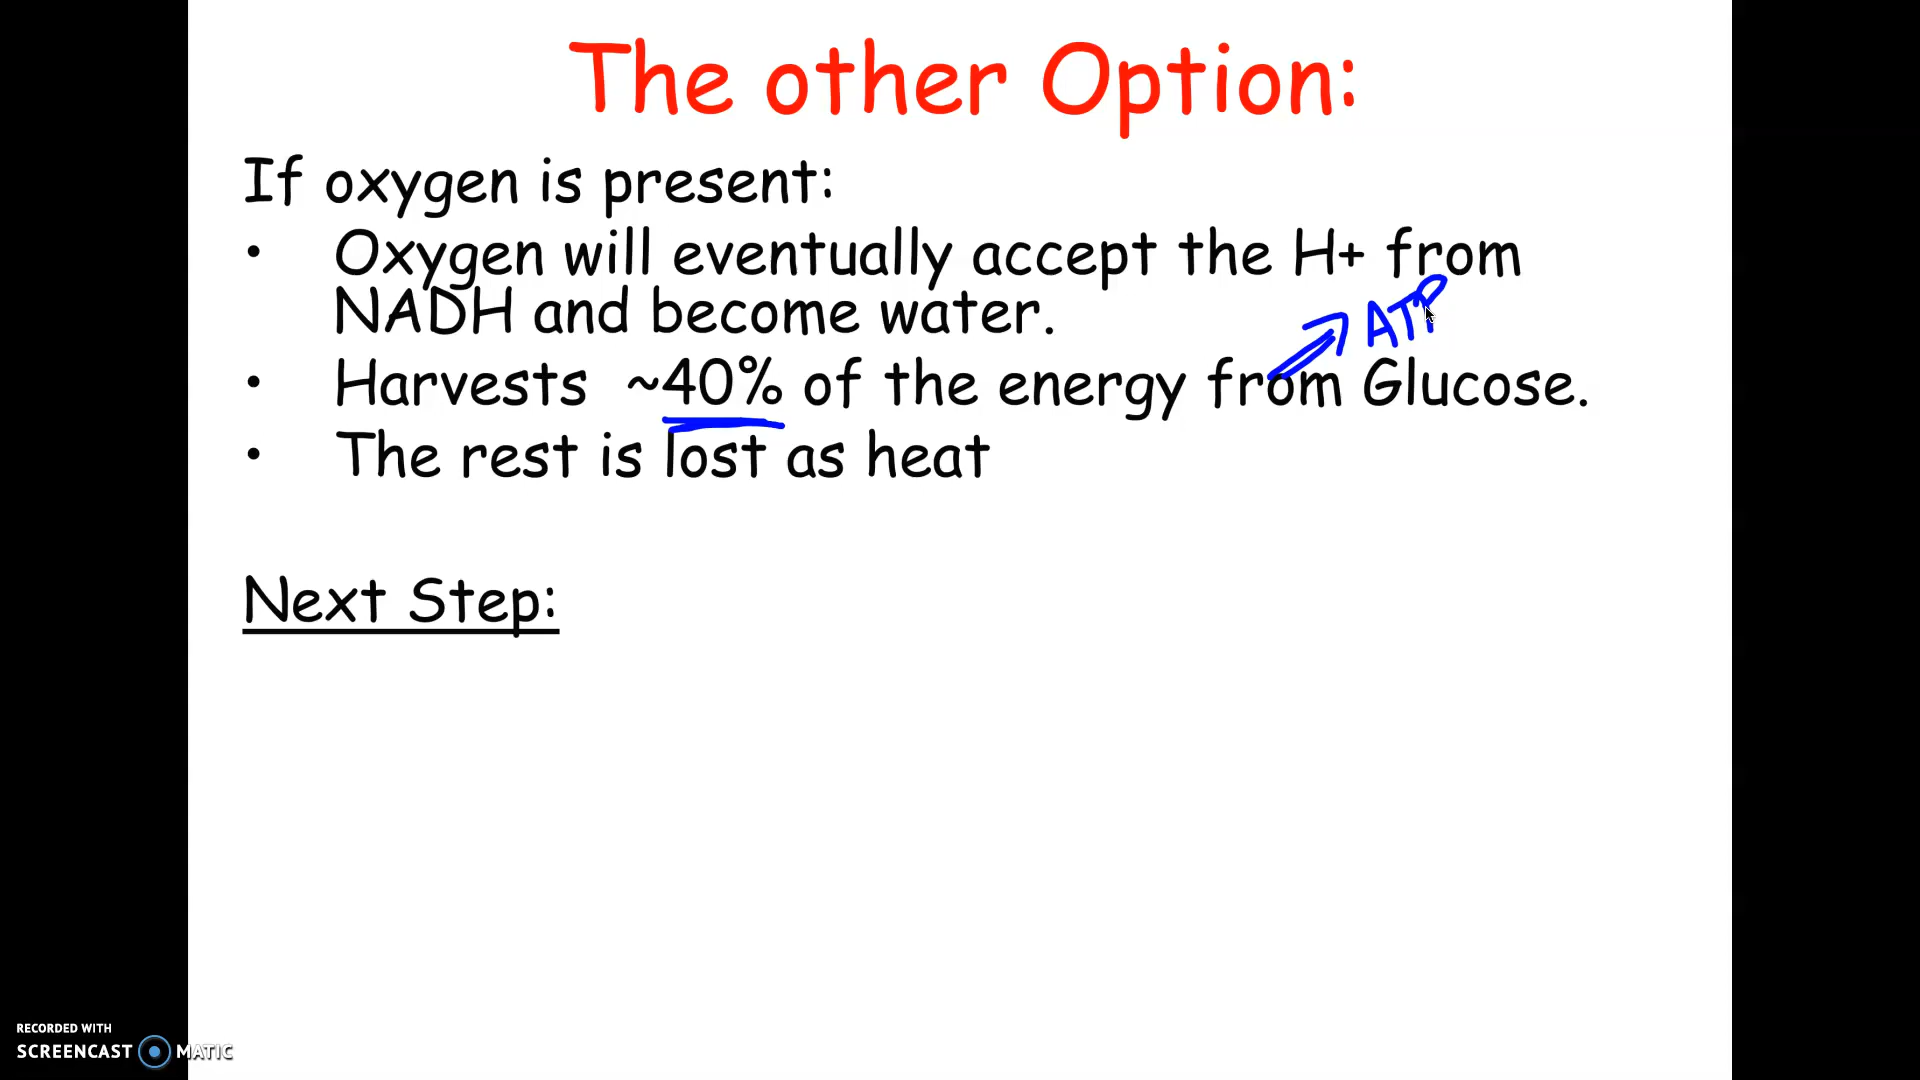 The other Option:
If oxygen is present:
• Oxygen will eventually accept the H+ from
NADH and become water.
ATP
• Harvests ~40% of the energy from Glucose.
• The rest is lost as heat
Next Step:
RECORDED WITH
SCREENCAST MATIC